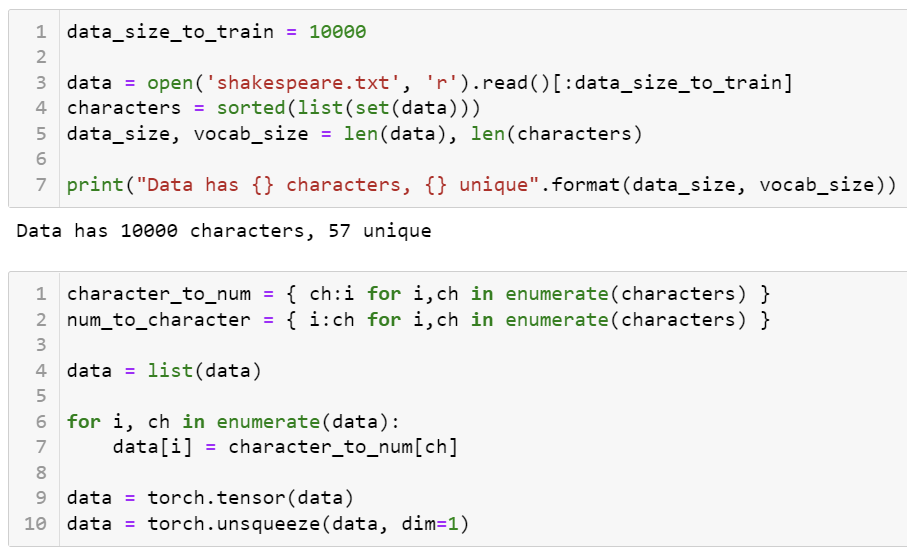 1 data_size_to_train = 10000
2
3 data = open('shakespeare.txt', 'r').read()[:data_size_to_train]
4 characters = sorted(list(set(data)))
5 data_size, vocab_size = len(data), len(characters)
6
7 print("Data has {} characters, {} unique".format(data_size, vocab_size))
Data has 10000 characters, 57 unique
1 character_to_num = { ch:i for i,ch in enumerate(characters) }
2 num_to_character = { i:ch for i,ch in enumerate(characters) }
3
4 data = list(data)
5
6 for i, ch in enumerate(data):
7     data[i] = character_to_num[ch]
8
9 data = torch.tensor(data)
10 data = torch.unsqueeze(data, dim=1)